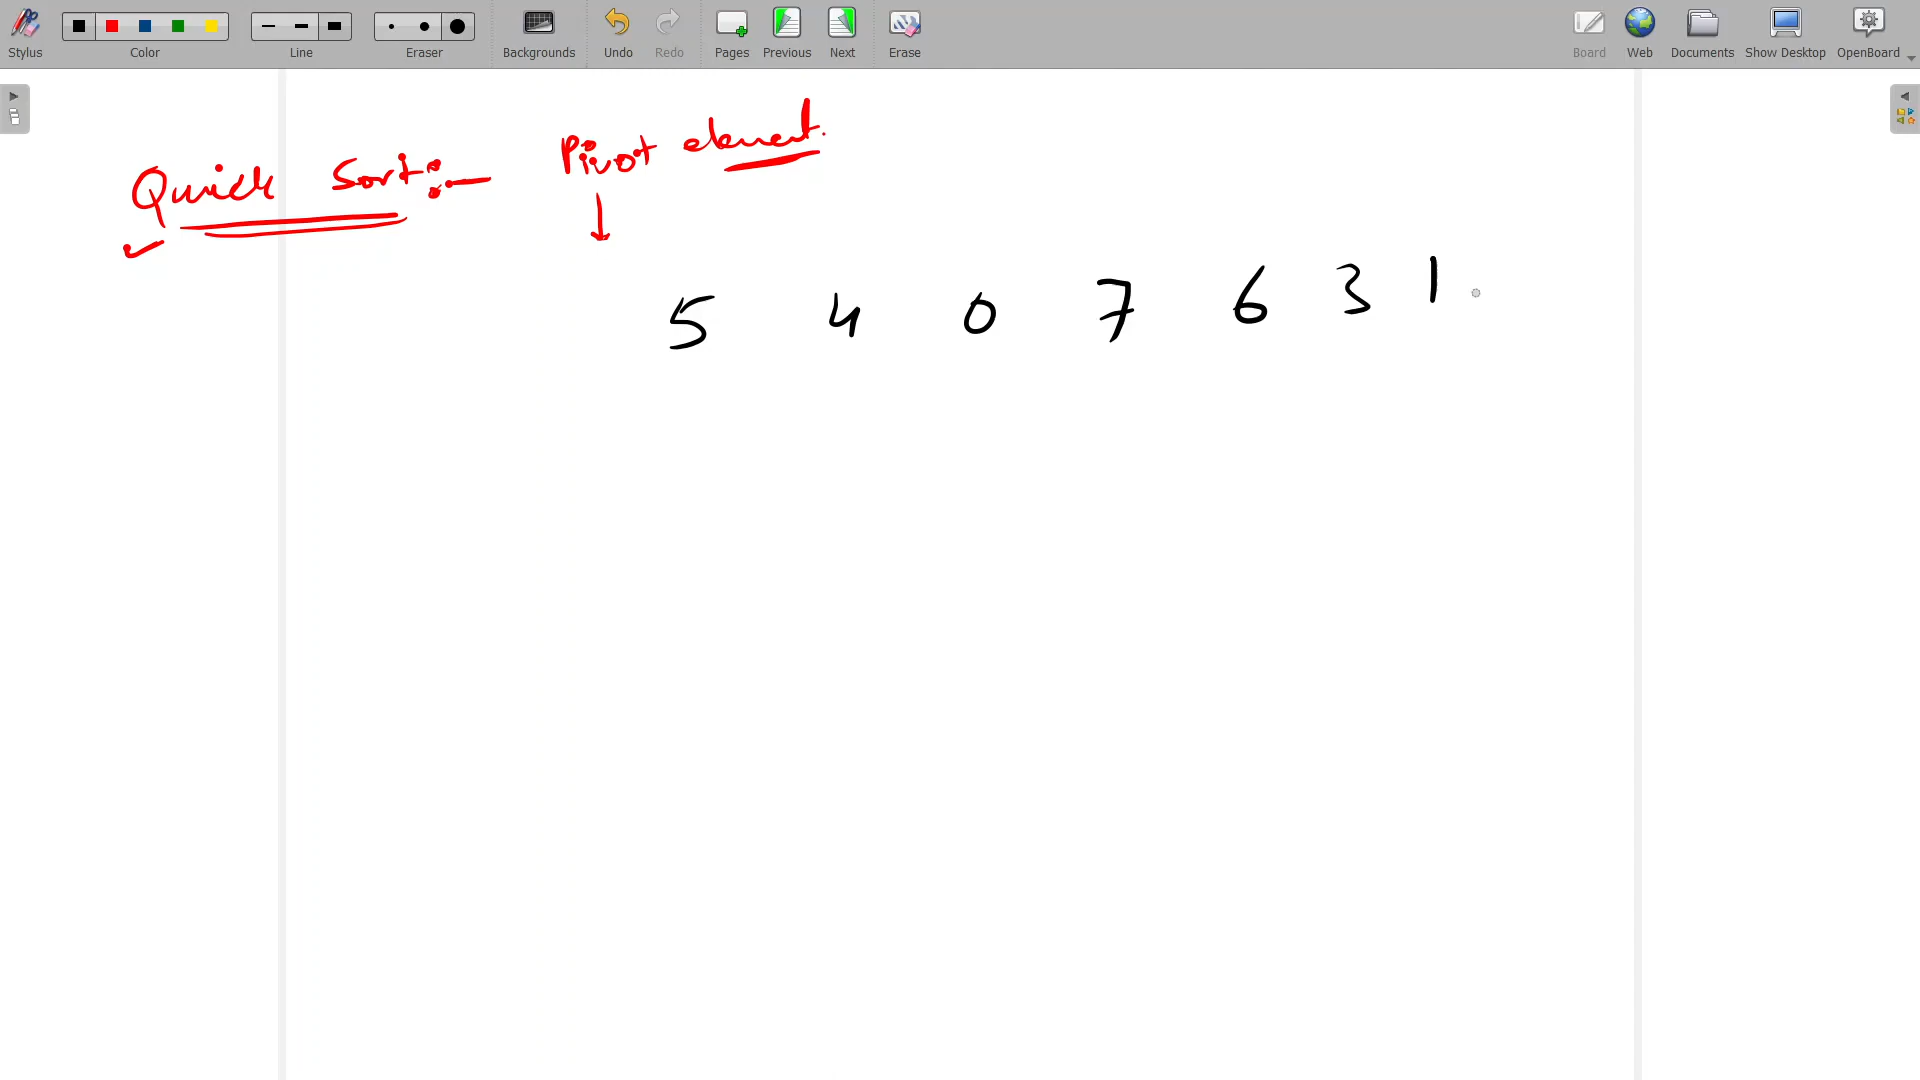 Stylus Color Line Eraser Backgrounds Undo Redo Pages Previous Next Erase Board Web Documents Show Desktop OpenBoard
Quick Sort:- Pivot element.
5 4 0 7 6 3 1